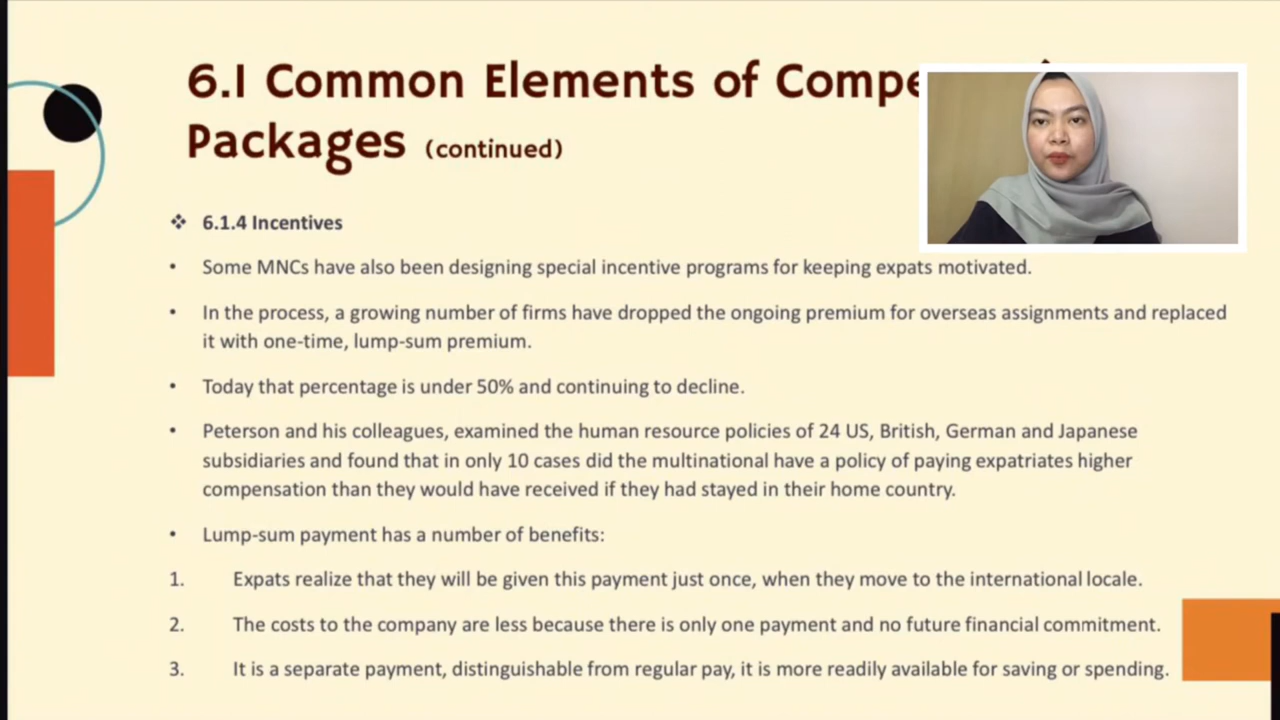 6.1 Common Elements of
Packages (continued)
❖ 6.1.4 Incentives
• Some MNCs have also been designing special incentive programs for keeping expats motivated.
• In the process, a growing number of firms have dropped the ongoing premium for overseas assignments and replaced
it with one-time, lump-sum premium.
• Today that percentage is under 50% and continuing to decline.
• Peterson and his colleagues, examined the human resource policies of 24 US, British, German and Japanese
subsidiaries and found that in only 10 cases did the multinational have a policy of paying expatriates higher
compensation than they would have received if they had stayed in their home country.
• Lump-sum payment has a number of benefits:
1. Expats realize that they will be given this payment just once, when they move to the international locale.
2. The costs to the company are less because there is only one payment and no future financial commitment.
3. It is a separate payment, distinguishable from regular pay, it is more readily available for saving or spending.